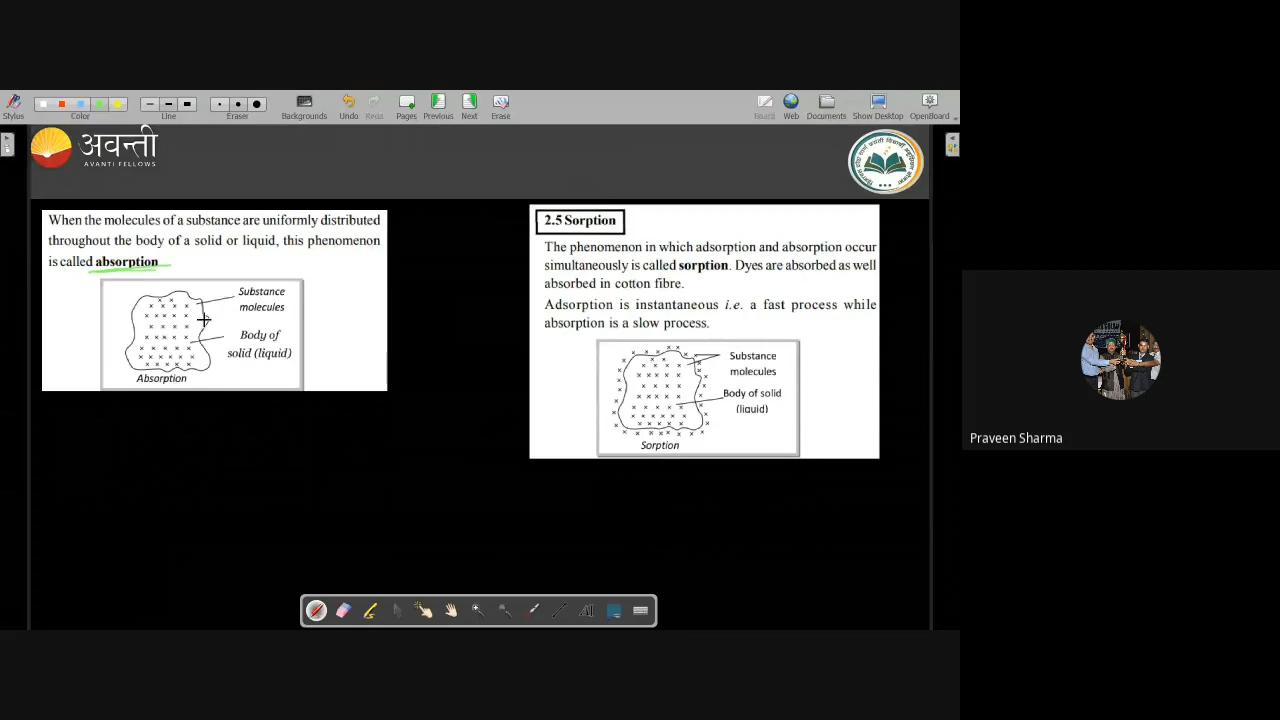 Stylus
Color
Line
Eraser
Backgrounds
Undo
Redo
Pages
Previous
Next
Erase
Board
Web
Documents
Show Desktop
OpenBoard
अवन्ती
AVANTI FELLOWS
When the molecules of a substance are uniformly distributed
throughout the body of a solid or liquid, this phenomenon
is called absorption
Substance
molecules
Body of
solid (liquid)
Absorption
2.5 Sorption
The phenomenon in which adsorption and absorption occur
simultaneously is called sorption. Dyes are absorbed as well
absorbed in cotton fibre.
Adsorption is instantaneous i.e. a fast process while
absorption is a slow process.
Substance
molecules
Body of solid
(liquid)
Sorption
Praveen Sharma